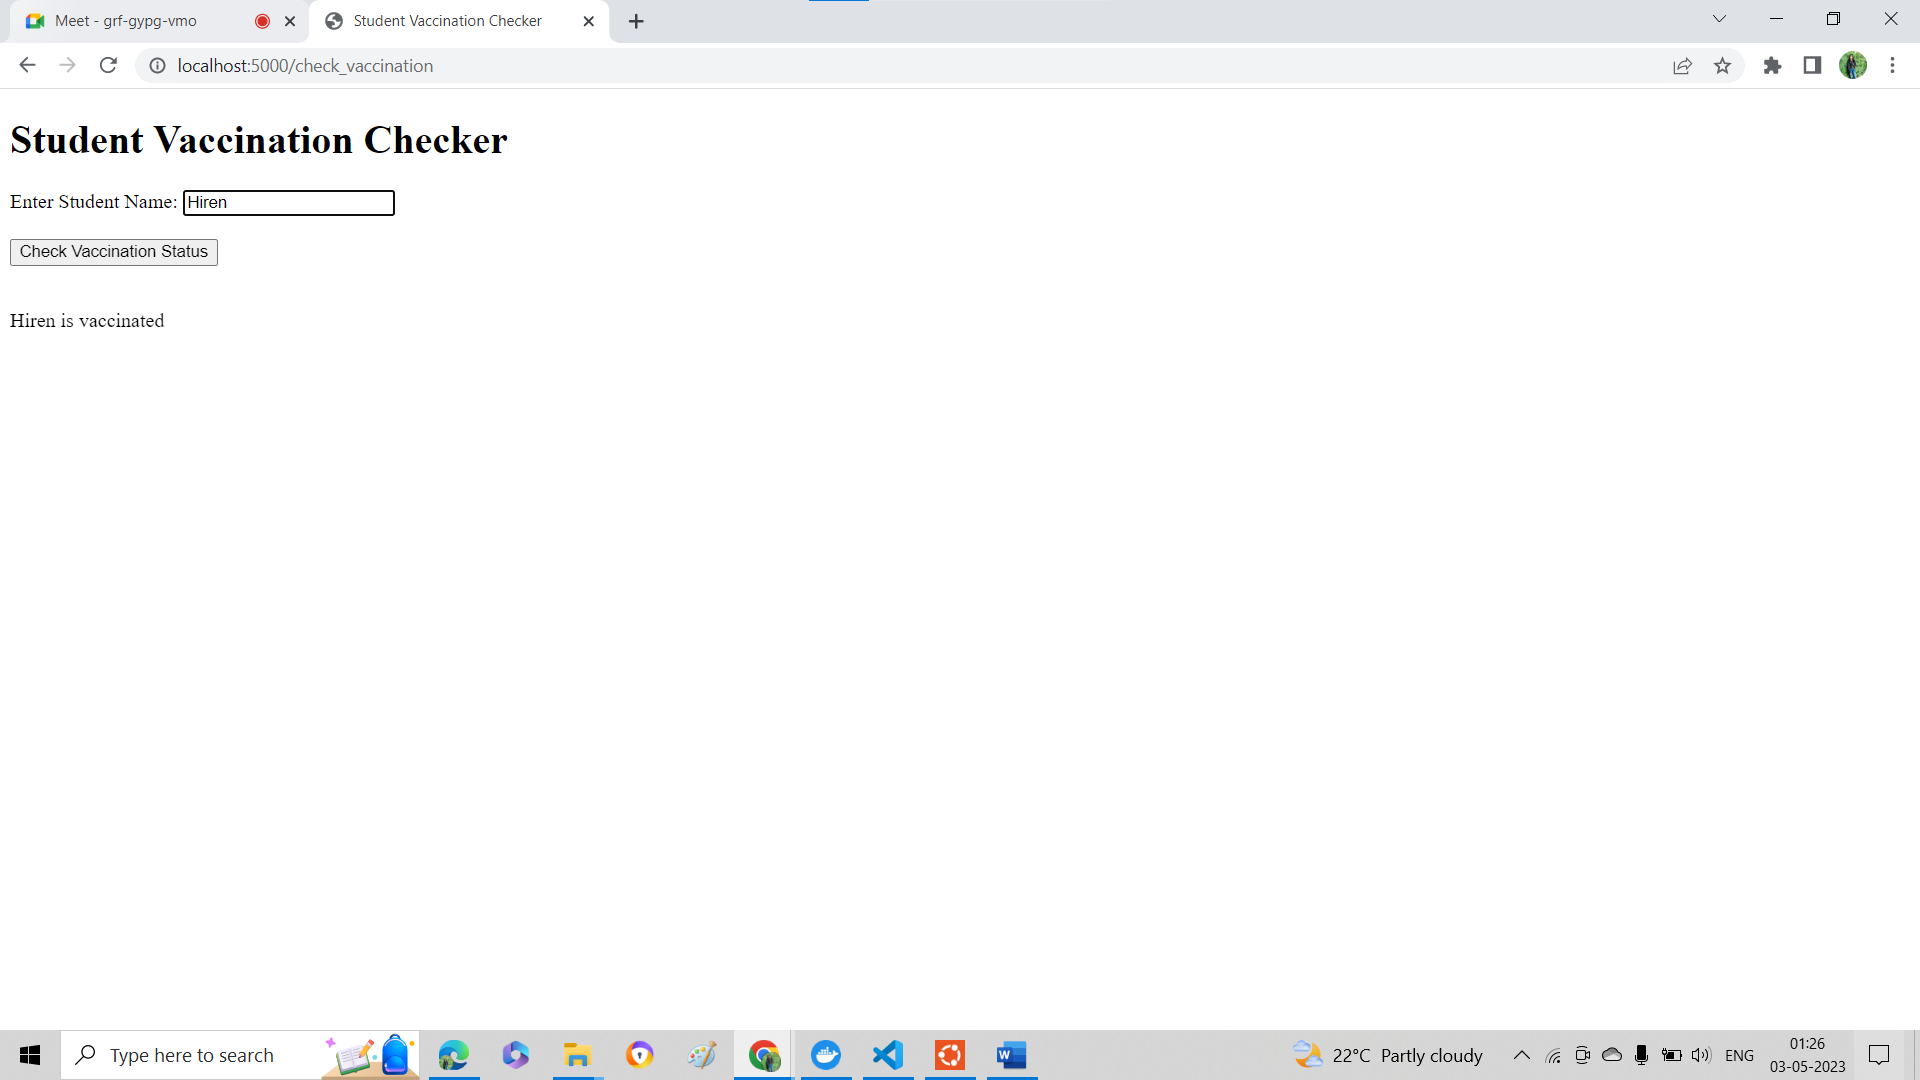 Meet - grf-gypg-vmo
Student Vaccination Checker
localhost:5000/check_vaccination
Student Vaccination Checker
Enter Student Name: Hiren
Check Vaccination Status
Hiren is vaccinated
Type here to search
22°C Partly cloudy
ENG
01:26
03-05-2023